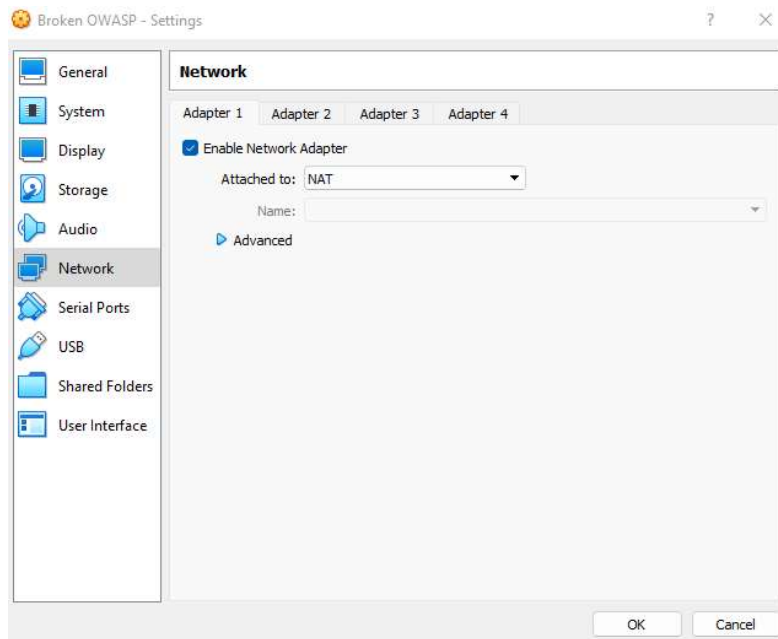 Broken OWASP - Settings
?
General
System
Display
Storage
Audio
Network
Serial Ports
USB
Shared Folders
User Interface
Network
Adapter 1 Adapter 2 Adapter 3 Adapter 4
Enable Network Adapter
Attached to: NAT
Name:
Advanced
OK Cancel